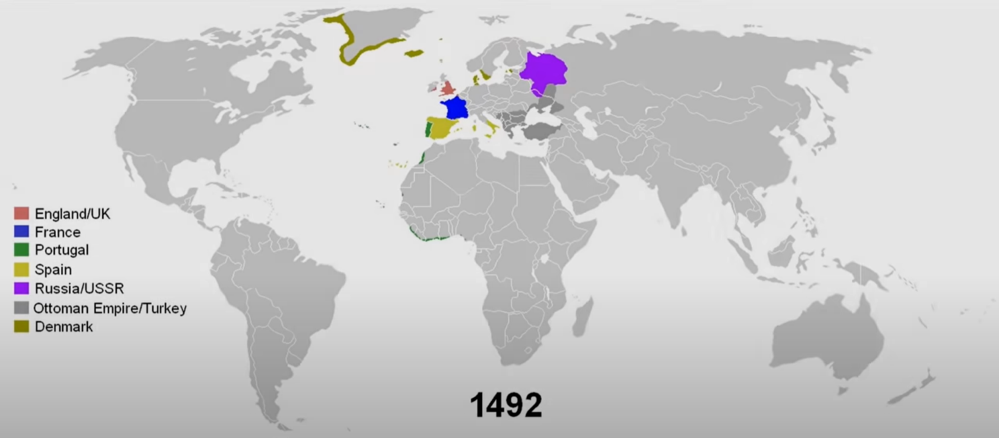 England/UK
France
Portugal
Spain
Russia/USSR
Ottoman Empire/Turkey
Denmark
1492